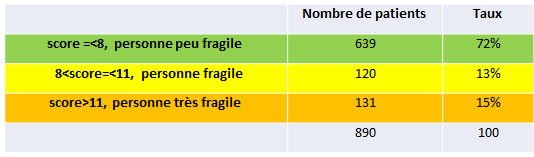 Nombre de patients Taux
score =<8, personne peu fragile 639 72%
8<score=<11, personne fragile 120 13%
score>11, personne très fragile 131 15%
890 100